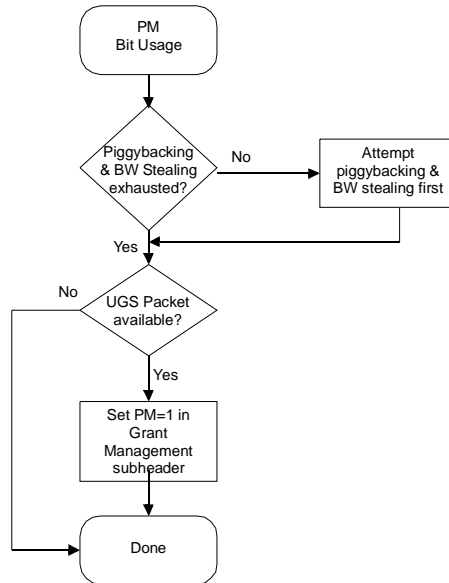 PM
Bit Usage
Piggybacking
& BW Stealing
exhausted?
No
Attempt
piggybacking &
BW stealing first
Yes
No
UGS Packet
available?
Yes
Set PM=1 in
Grant
Management
subheader
Done